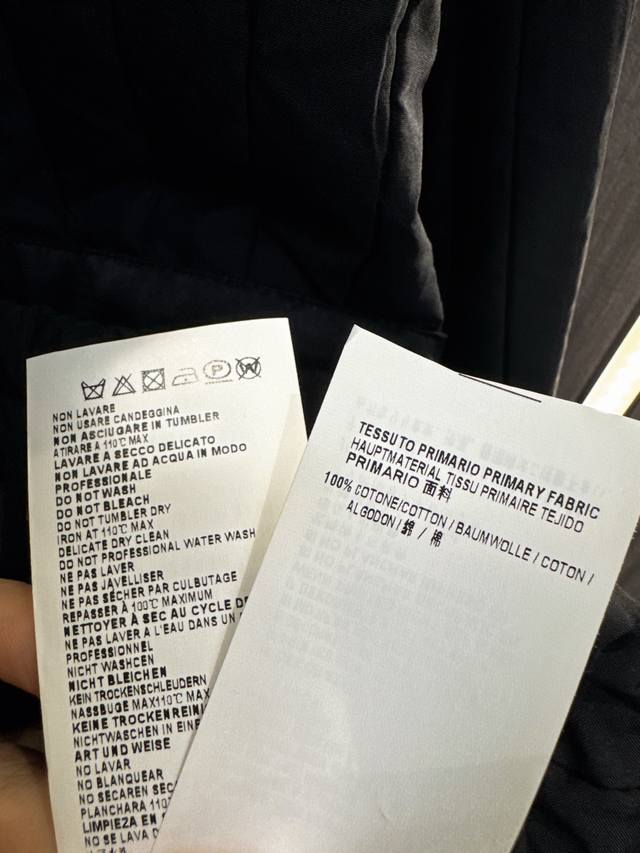 NON LAVARE
NON USARE CANDEGGINA
NON ASCIUGARE IN TUMBLER
A TIRARE A 110°C MAX
LAVARE A SECCO DELICATO
NON LAVARE AD ACQUA IN MODO
PROFESSIONALE
DO NOT WASH
DO NOT BLEACH
DO NOT TUMBLER DRY
IRON AT 110°C MAX
DELICATE DRY CLEAN
DO NOT PROFESSIONAL WATER WASH
NE PAS LAVER
NE PAS JAVELLISER
NE PAS SÉCHER PAR CULBUTAGE
REPASSER À 100°C MAXIMUM
NETTOYER À SEC AU CYCLE
NE PAS LAVER A L'EAU DANS UN
PROFESSIONNEL
NICHT WASHCEN
NICHT BLEICHEN
KEIN TROCKENSCHLEUDERN
NASSBUGE MAX110°C MAX
KEINE
NICHTWASCHEN IN
ART UND WEISE
NO LAVAR
NO BLANQUEAR
NO SECAREN
PLANCHARA
LIMPIEZA EN
NO SE LAVA
TESSUTO PRIMARIO PRIMARY FABRIC
HAUPTMATERIAL TISSU PRIMAIRE TEJIDO
PRIMARIO 面料
100% COTONE/COTTON / BAUMWOLLE / COTON /
ALGODON / 綿 / 棉